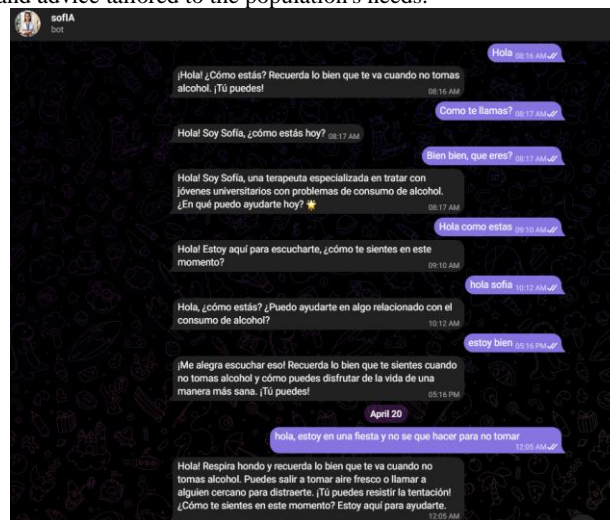 and advice tailored to the population's needs.
sofIA
bot
Hola 08:16 AM
¡Hola! ¿Cómo estás? Recuerda lo bien que te va cuando no tomas
alcohol. ¡Tú puedes!
08:16 AM
Como te llamas? 08:17 AM
Hola! Soy Sofía, ¿cómo estás hoy? 08:17 AM
Bien bien, que eres? 08:17 AM
Hola! Soy Sofía, una terapeuta especializada en tratar con
jóvenes universitarios con problemas de consumo de alcohol.
¿En qué puedo ayudarte hoy? 🌟
08:17 AM
Hola como estas 09:10 AM
Hola! Estoy aquí para escucharte, ¿cómo te sientes en este
momento?
09:10 AM
hola sofia 10:12 AM
Hola, ¿cómo estás? ¿Puedo ayudarte en algo relacionado con el
consumo de alcohol?
10:12 AM
estoy bien 05:16 PM
¡Me alegra escuchar eso! Recuerda lo bien que te sientes cuando
no tomas alcohol y cómo puedes disfrutar de la vida de una
manera más sana. ¡Tú puedes!
05:16 PM
April 20
hola, estoy en una fiesta y no se que hacer para no tomar
12:05 AM
Hola! Respira hondo y recuerda lo bien que te va cuando no
tomas alcohol. Puedes salir a tomar aire fresco o llamar a
alguien cercano para distraerte. ¡Tú puedes resistir la tentación!
¿Cómo te sientes en este momento? Estoy aquí para ayudarte.
12:05 AM